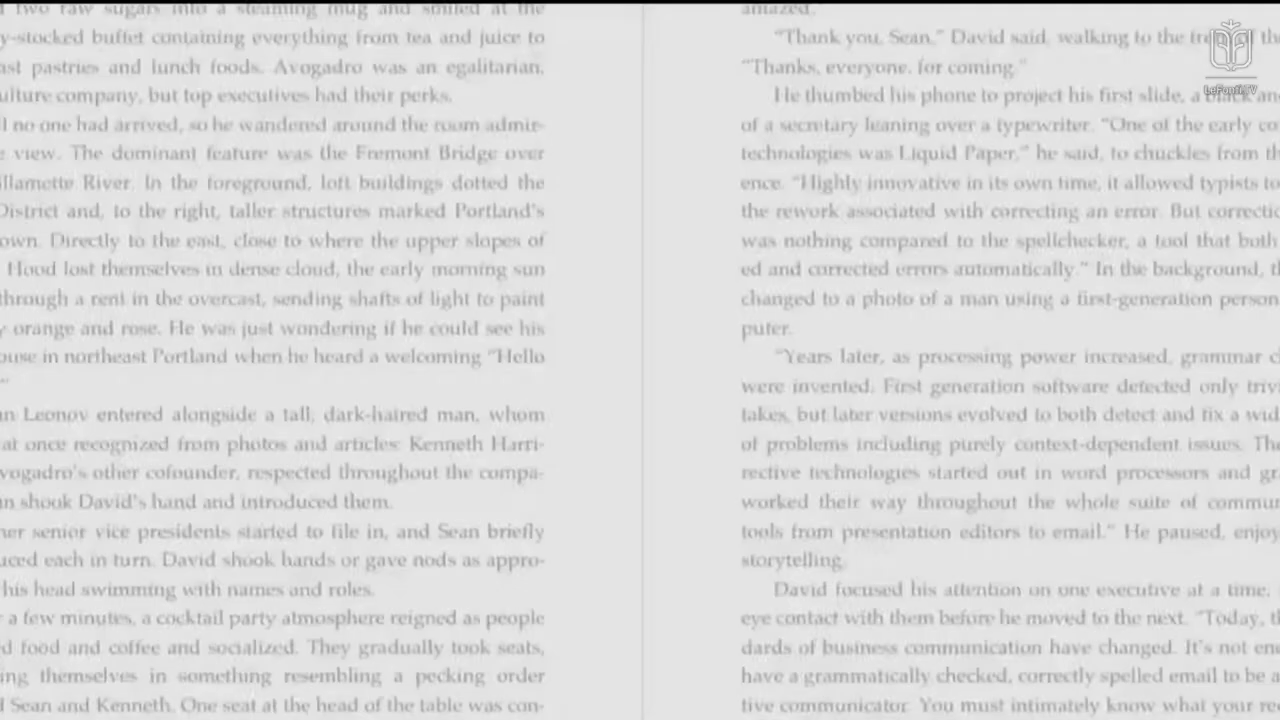 two raw sugars into a steaming mug and smiled at the
y-stocked buffet containing everything from tea and juice to
ast pastries and lunch foods. Avogadro was an egalitarian,
ulture company, but top executives had their perks.
l no one had arrived, so he wandered around the room admir-
e view. The dominant feature was the Fremont Bridge over
illamette River. In the foreground, loft buildings dotted the
District and, to the right, taller structures marked Portland's
own. Directly to the east, close to where the upper slopes of
Hood lost themselves in dense cloud, the early morning sun
through a rent in the overcast, sending shafts of light to paint
y orange and rose. He was just wondering if he could see his
ouse in northeast Portland when he heard a welcoming “Hello
”
an Leonov entered alongside a tall, dark-haired man, whom
at once recognized from photos and articles: Kenneth Harri-
vogadro's other cofounder, respected throughout the compa-
an shook David's hand and introduced them.
her senior vice presidents started to file in, and Sean briefly
uced each in turn. David shook hands or gave nods as appro-
his head swimming with names and roles.
r a few minutes, a cocktail party atmosphere reigned as people
d food and coffee and socialized. They gradually took seats,
ing themselves in something resembling a pecking order
d Sean and Kenneth. One seat at the head of the table was con-
amazed.
“Thank you, Sean,” David said, walking to the
“Thanks, everyone, for coming.”
He thumbed his phone to project his first slide, a black an
of a secretary leaning over a typewriter. “One of the early co
technologies was Liquid Paper,” he said, to chuckles from th
ence. “Highly innovative in its own time, it allowed typists to
the rework associated with correcting an error. But correctio
was nothing compared to the spellchecker, a tool that both
ed and corrected errors automatically.” In the background, th
changed to a photo of a man using a first-generation person
puter.
“Years later, as processing power increased, grammar c
were invented. First generation software detected only trivi
takes, but later versions evolved to both detect and fix a wid
of problems including purely context-dependent issues. The
rective technologies started out in word processors and gr
worked their way throughout the whole suite of commun
tools from presentation editors to email.” He paused, enjoy
storytelling.
David focused his attention on one executive at a time,
eye contact with them before he moved to the next. “Today, th
dards of business communication have changed. It's not eno
have a grammatically checked, correctly spelled email to be a
tive communicator. You must intimately know what your re
LeFonti.TV